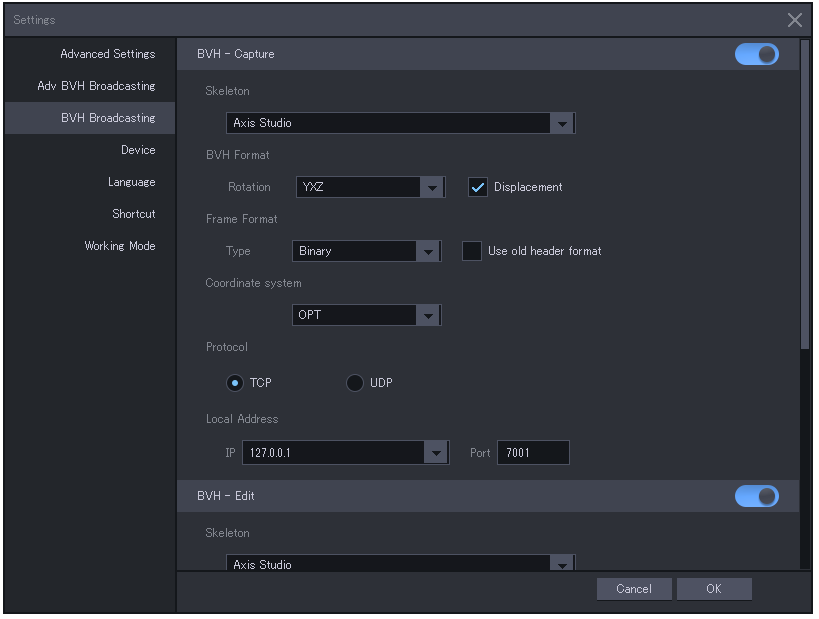 Settings
Advanced Settings
Adv BVH Broadcasting
BVH Broadcasting
Device
Language
Shortcut
Working Mode
BVH - Capture
Skeleton
Axis Studio
BVH Format
Rotation YXZ Displacement
Frame Format
Type Binary Use old header format
Coordinate system
OPT
Protocol
TCP UDP
Local Address
IP 127.0.0.1 Port 7001
BVH - Edit
Skeleton
Axis Studio
Cancel OK